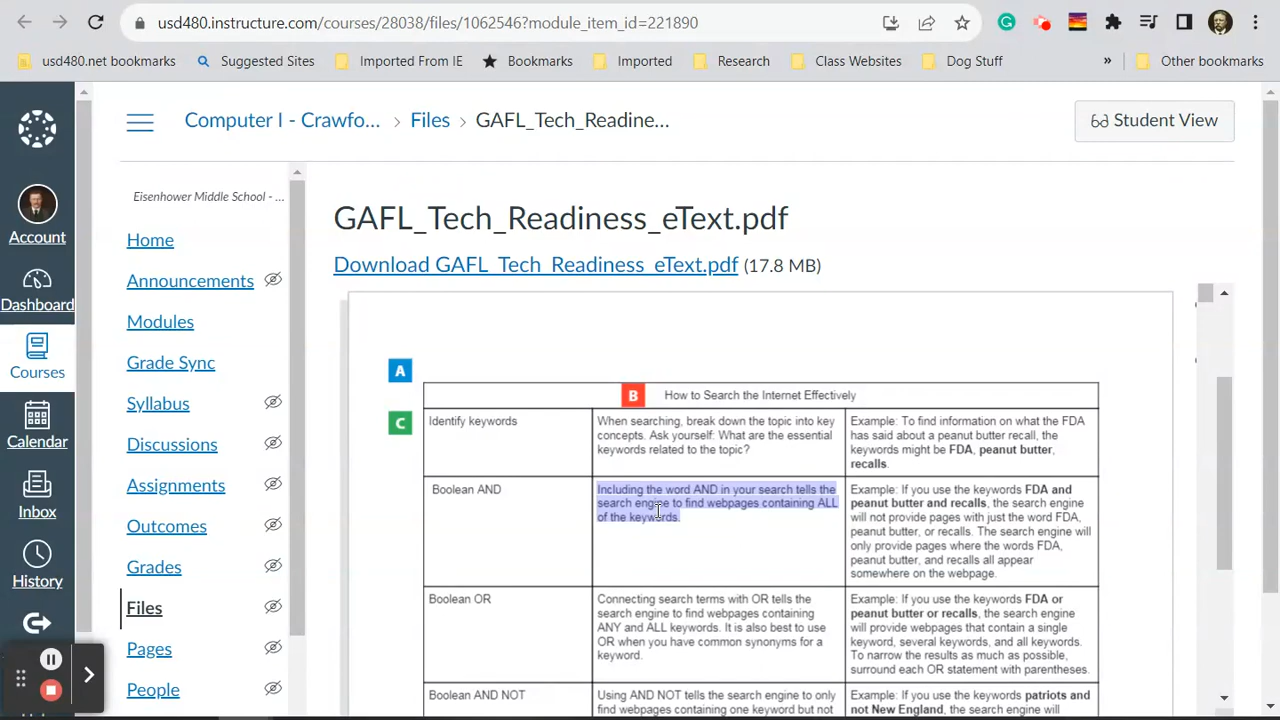 usd480.instructure.com/courses/28038/files/1062546?module_item_id=221890
usd480.net bookmarks
Suggested Sites
Imported From IE
Bookmarks
Imported
Research
Class Websites
Dog Stuff
»
Other bookmarks
Computer I - Crawfo... > Files > GAFL_Tech_Readine...
Student View
Account
Dashboard
Courses
Calendar
Inbox
History
Eisenhower Middle School - ...
Home
Announcements
Modules
Grade Sync
Syllabus
Discussions
Assignments
Outcomes
Grades
Files
Pages
People
GAFL_Tech_Readiness_eText.pdf
Download GAFL_Tech_Readiness_eText.pdf (17.8 MB)
A
B How to Search the Internet Effectively
C
Identify keywords
When searching, break down the topic into key
concepts. Ask yourself: What are the essential
keywords related to the topic?
Example: To find information on what the FDA
has said about a peanut butter recall, the
keywords might be FDA, peanut butter,
recalls.
Boolean AND
Including the word AND in your search tells the
search engine to find webpages containing ALL
of the keywords.
Example: If you use the keywords FDA and
peanut butter and recalls, the search engine
will not provide pages with just the word FDA,
peanut butter, or recalls. The search engine will
only provide pages where the words FDA,
peanut butter, and recalls all appear
somewhere on the webpage.
Boolean OR
Connecting search terms with OR tells the
search engine to find webpages containing
ANY and ALL keywords. It is also best to use
OR when you have common synonyms for a
keyword.
Example: If you use the keywords FDA or
peanut butter or recalls, the search engine
will provide webpages that contain a single
keyword, several keywords, and all keywords.
To narrow the results as much as possible,
surround each OR statement with parentheses.
Boolean AND NOT
Using AND NOT tells the search engine to only
find webpages containing one keyword but not
Example: If you use the keywords patriots and
not New England, the search engine will